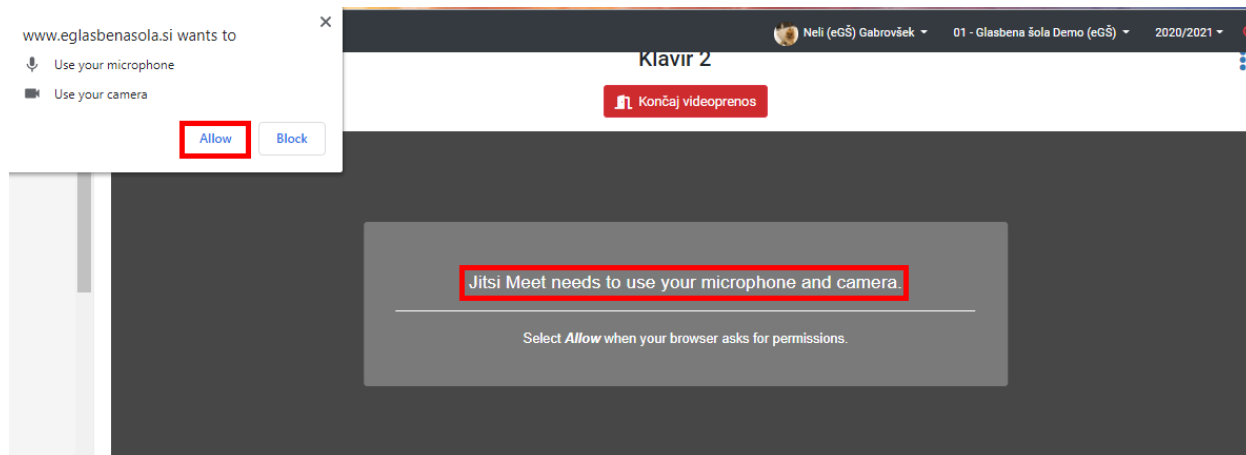 www.eglasbenasola.si wants to
Use your microphone
Use your camera
Allow
Block
Neli (eGŠ) Gabrovšek
01 - Glasbena šola Demo (eGŠ)
2020/2021
Klavir 2
Končaj videoprenos
Jitsi Meet needs to use your microphone and camera.
Select Allow when your browser asks for permissions.